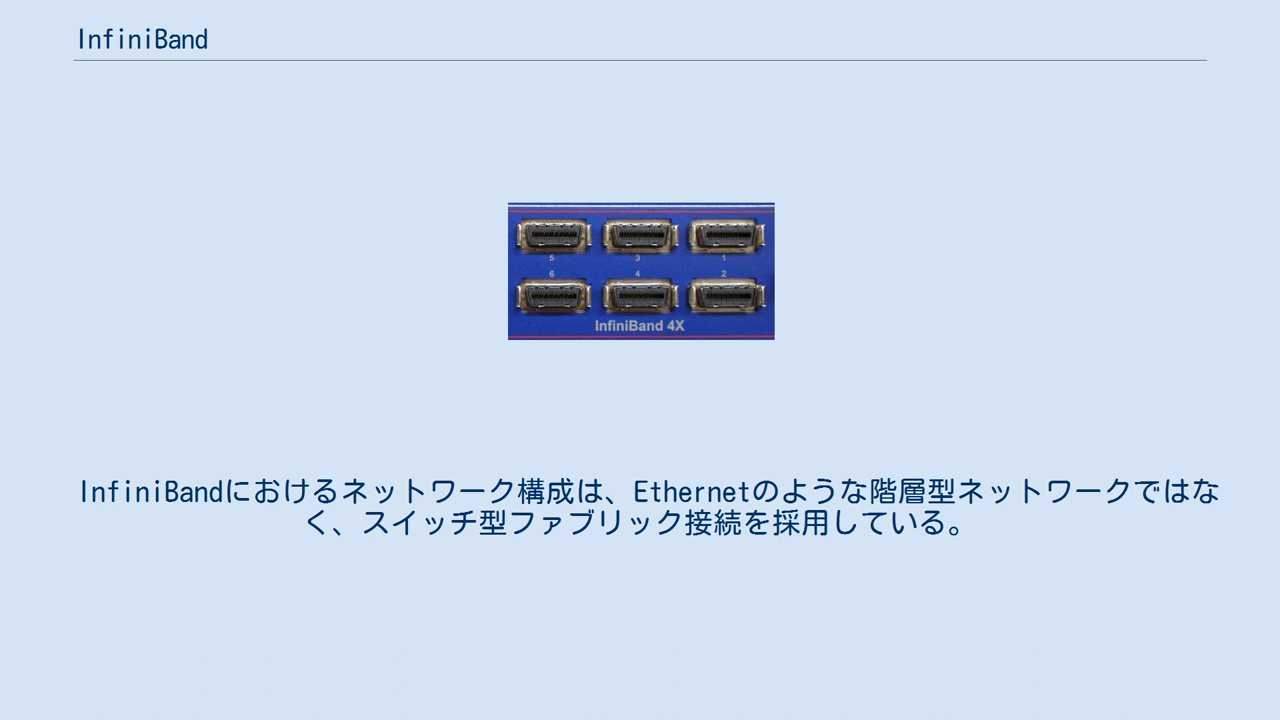 InfiniBand
5 3 1
6 4 2
InfiniBand 4X
InfiniBandにおけるネットワーク構成は、Ethernetのような階層型ネットワークではな
く、スイッチ型ファブリック接続を採用している。